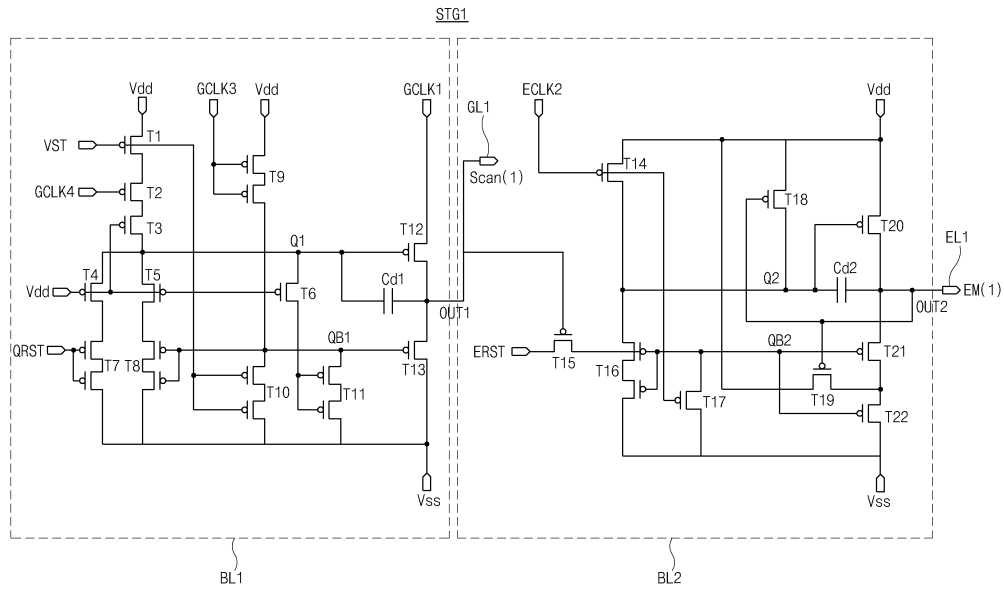 STG1
Vdd
GCLK3
Vdd
GCLK1
GL1
ECLK2
Vdd
VST
T1
Scan(1)
T14
GCLK4
T2
T9
T18
T3
T12
T20
Q1
EL1
T4
T5
Cd1
Q2
Cd2
Vdd
T6
OUT1
OUT2
EM(1)
QRST
QB1
ERST
QB2
T7
T8
T13
T15
T16
T21
T10
T11
T17
T19
T22
Vss
Vss
BL1
BL2